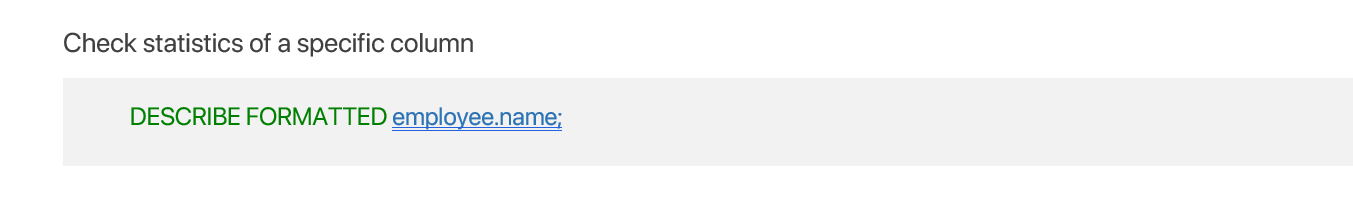 Check statistics of a specific column
DESCRIBE FORMATTED employee.name;